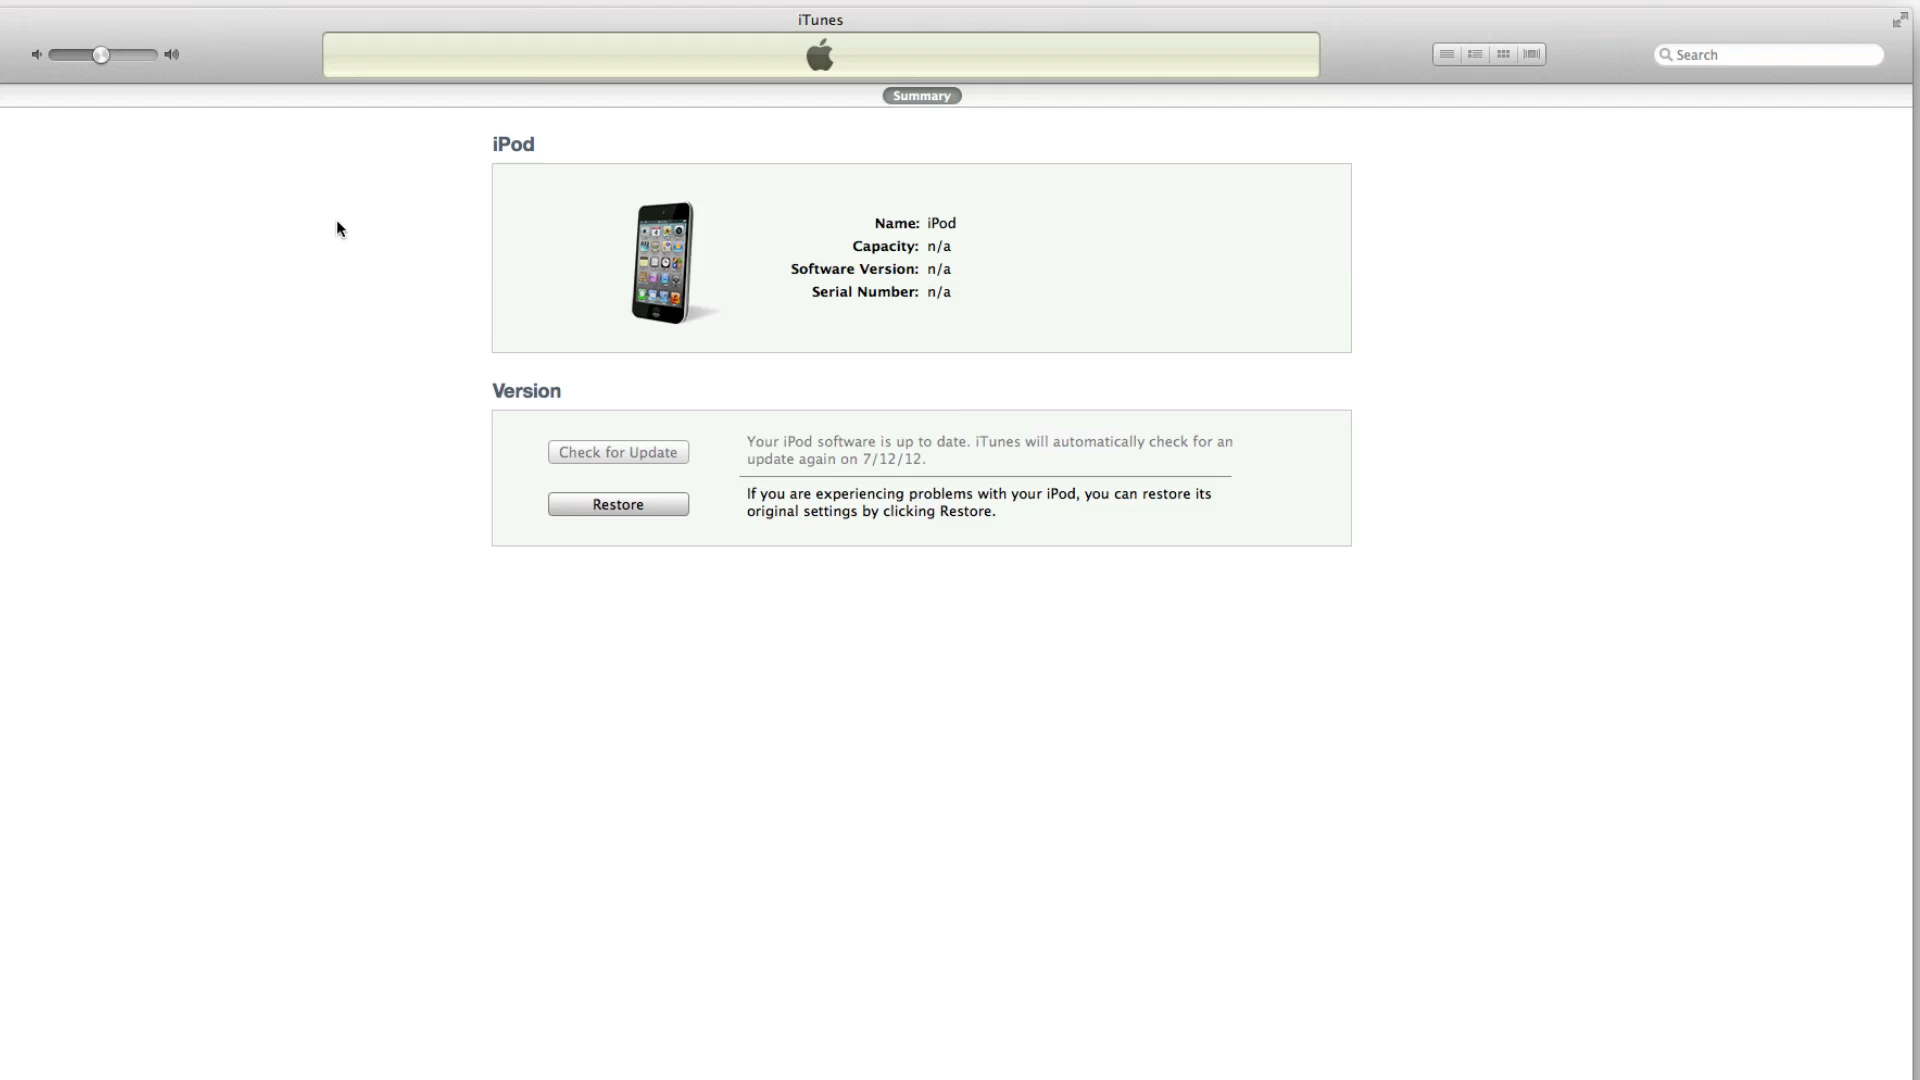 iTunes
Search
Summary
iPod
Name: iPod
Capacity: n/a
Software Version: n/a
Serial Number: n/a
Version
Check for Update
Your iPod software is up to date. iTunes will automatically check for an
update again on 7/12/12.
Restore
If you are experiencing problems with your iPod, you can restore its
original settings by clicking Restore.